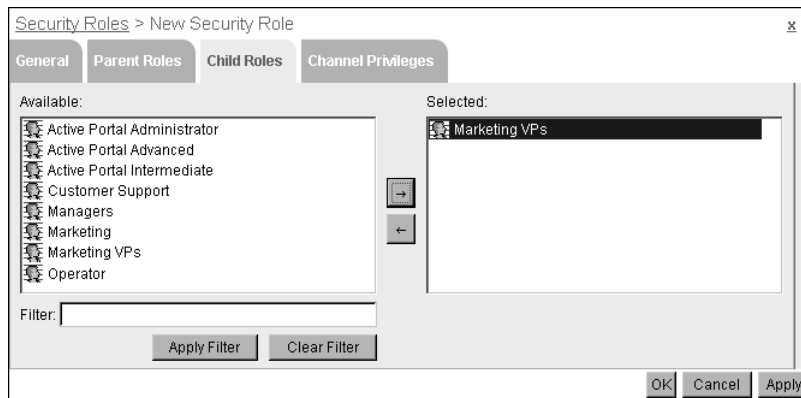 Security Roles > New Security Role
x
General
Parent Roles
Child Roles
Channel Privileges
Available:
Active Portal Administrator
Active Portal Advanced
Active Portal Intermediate
Customer Support
Managers
Marketing
Marketing VPs
Operator
→
←
Selected:
Marketing VPs
Filter:
Apply Filter
Clear Filter
OK
Cancel
Apply